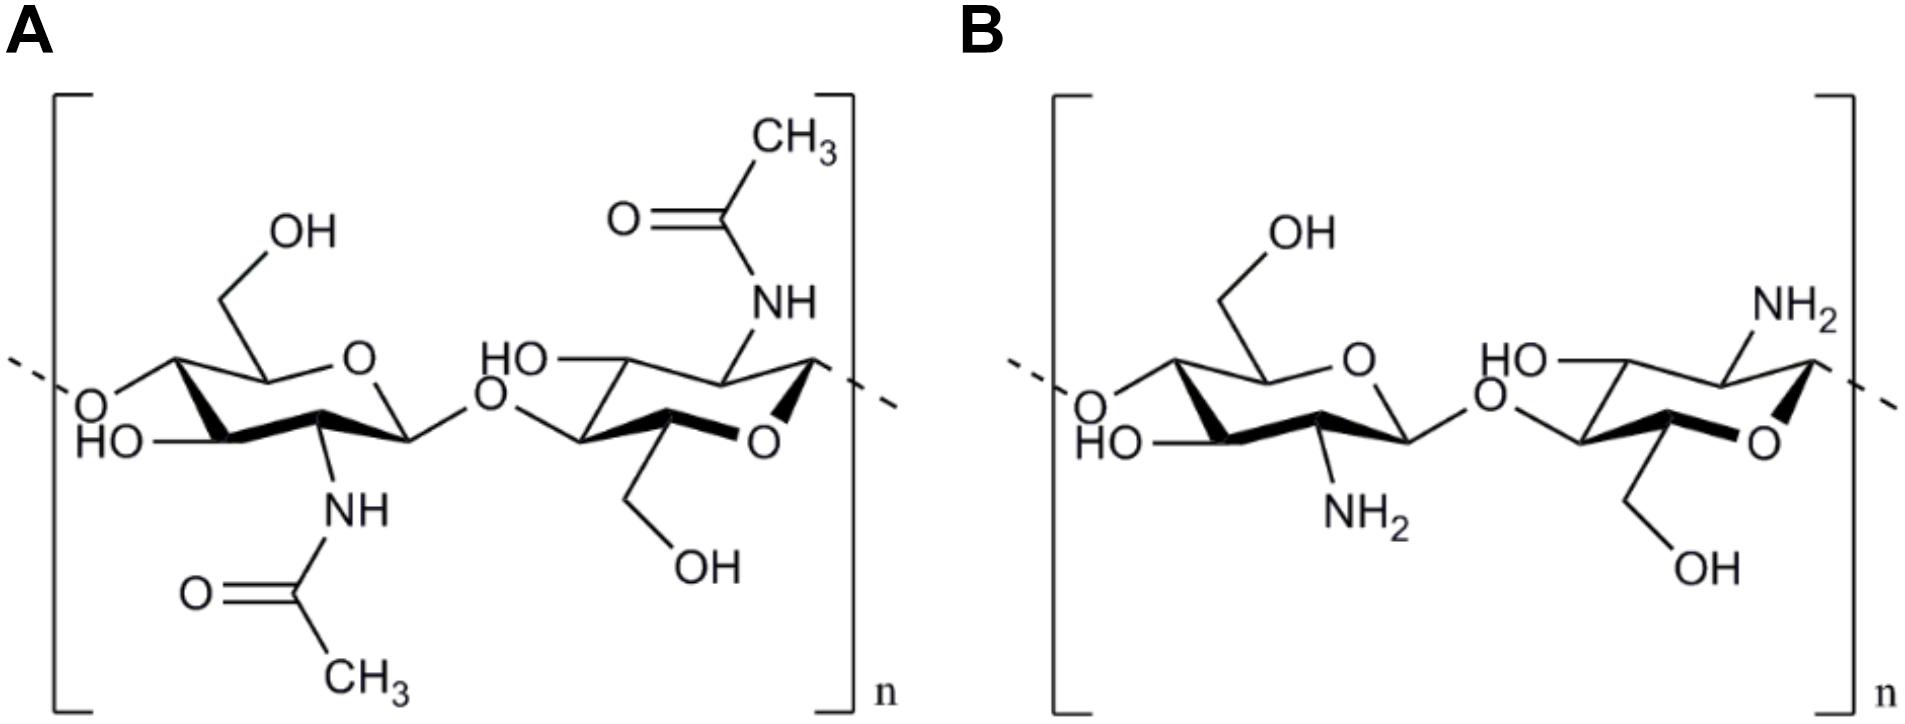 A B
CH3
O
OH OH
NH NH2
O HO O HO
O O O O
HO O HO O
NH NH2
OH OH
O
CH3
n n